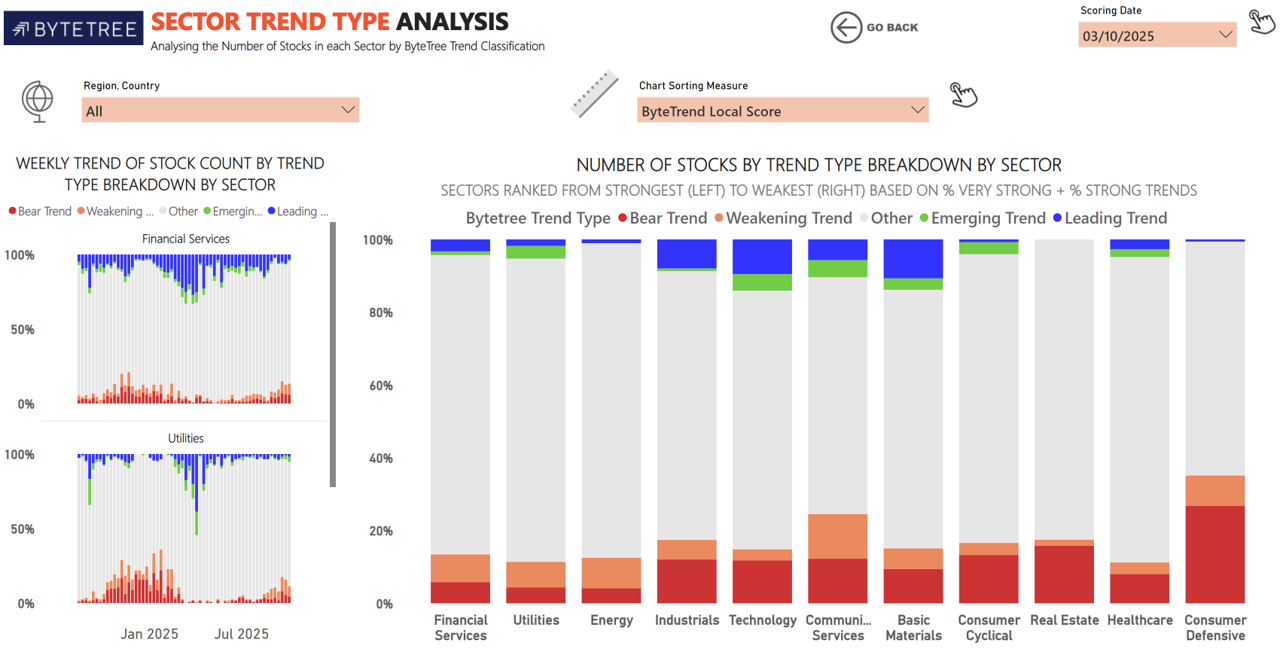 BYTETREE
SECTOR TREND TYPE ANALYSIS
Analysing the Number of Stocks in each Sector by ByteTree Trend Classification
GO BACK
Scoring Date
03/10/2025
Region, Country
All
Chart Sorting Measure
ByteTrend Local Score
WEEKLY TREND OF STOCK COUNT BY TREND
TYPE BREAKDOWN BY SECTOR
Bear Trend Weakening ... Other Emergin... Leading ...
Financial Services
100%
50%
0%
Utilities
100%
50%
0%
Jan 2025 Jul 2025
NUMBER OF STOCKS BY TREND TYPE BREAKDOWN BY SECTOR
SECTORS RANKED FROM STRONGEST (LEFT) TO WEAKEST (RIGHT) BASED ON % VERY STRONG + % STRONG TRENDS
Bytetree Trend Type Bear Trend Weakening Trend Other Emerging Trend Leading Trend
100%
80%
60%
40%
20%
0%
Financial Services
Utilities
Energy
Industrials
Technology
Communi... Services
Basic Materials
Consumer Cyclical
Real Estate
Healthcare
Consumer Defensive